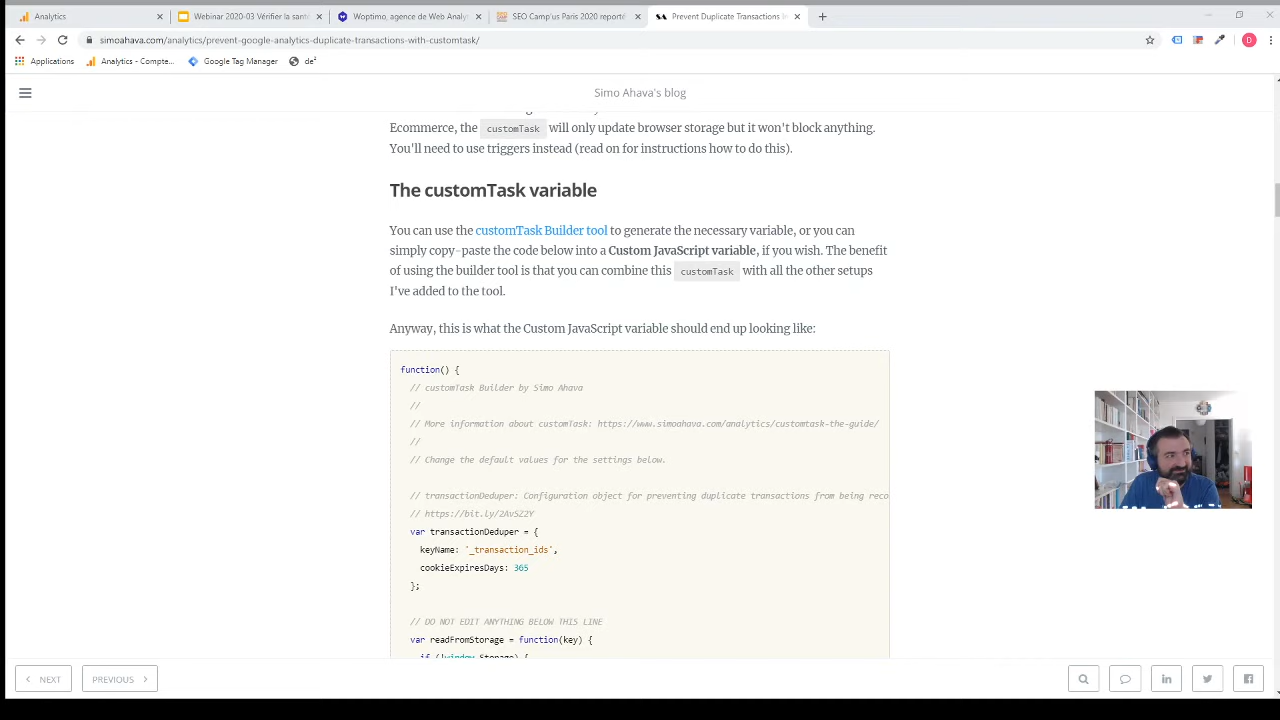 Analytics
Webinar 2020-03 Vérifier la santé
Woptimo, agence de Web Analy
SEO Camp'us Paris 2020 reporté
Prevent Duplicate Transactions I
simoahava.com/analytics/prevent-google-analytics-duplicate-transactions-with-customtask/
D
Applications
Analytics - Compte...
Google Tag Manager
de²
Simo Ahava's blog
Ecommerce, the customTask will only update browser storage but it won't block anything.
You'll need to use triggers instead (read on for instructions how to do this).
The customTask variable
You can use the customTask Builder tool to generate the necessary variable, or you can
simply copy-paste the code below into a Custom JavaScript variable, if you wish. The benefit
of using the builder tool is that you can combine this customTask with all the other setups
I've added to the tool.
Anyway, this is what the Custom JavaScript variable should end up looking like:
function() {
// customTask Builder by Simo Ahava
//
// More information about customTask: https://www.simoahava.com/analytics/customtask-the-guide/
//
// Change the default values for the settings below.
// transactionDeduper: Configuration object for preventing duplicate transactions from being reco
// https://bit.ly/2AvSZ2Y
var transactionDeduper = {
keyName: '_transaction_ids',
cookieExpiresDays: 365
};
// DO NOT EDIT ANYTHING BELOW THIS LINE
var readFromStorage = function(key) {
if (!window.Storage) {
NEXT
PREVIOUS